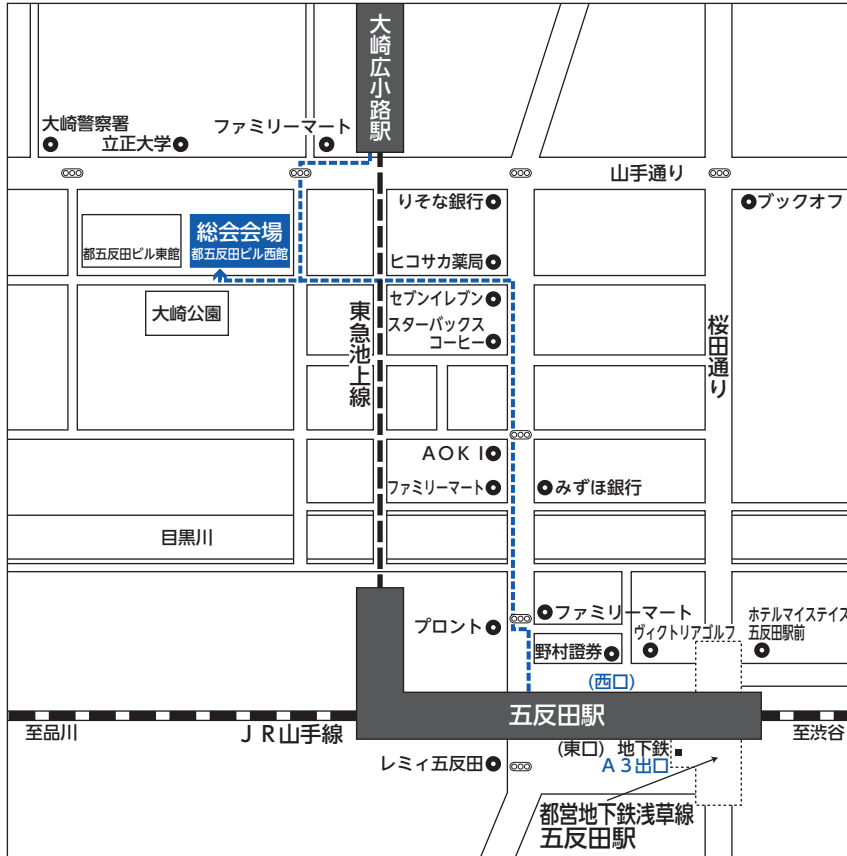 大崎広小路駅
大崎警察署
立正大学
ファミリーマート
山手通り
りそな銀行
ブックオフ
総会会場
都五反田ビル西館
都五反田ビル東館
ヒコサカ薬局
大崎公園
セブンイレブン
スターバックス
コーヒー
東急池上線
桜田通り
AOKI
ファミリーマート
みずほ銀行
目黒川
プロント
ファミリーマート
ヴィクトリアゴルフ
ホテルマイステイズ
五反田駅前
野村證券
(西口)
五反田駅
至品川
JR山手線
至渋谷
(東口)
地下鉄
A3出口
レミィ五反田
都営地下鉄浅草線
五反田駅